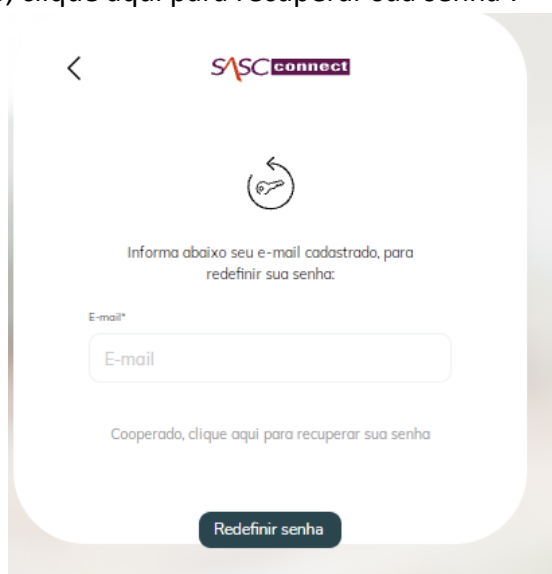 clique aqui para recuperar sua senha".
SASC connect
Informa abaixo seu e-mail cadastrado, para
redefinir sua senha:
E-mail*
E-mail
Cooperado, clique aqui para recuperar sua senha
Redefinir senha